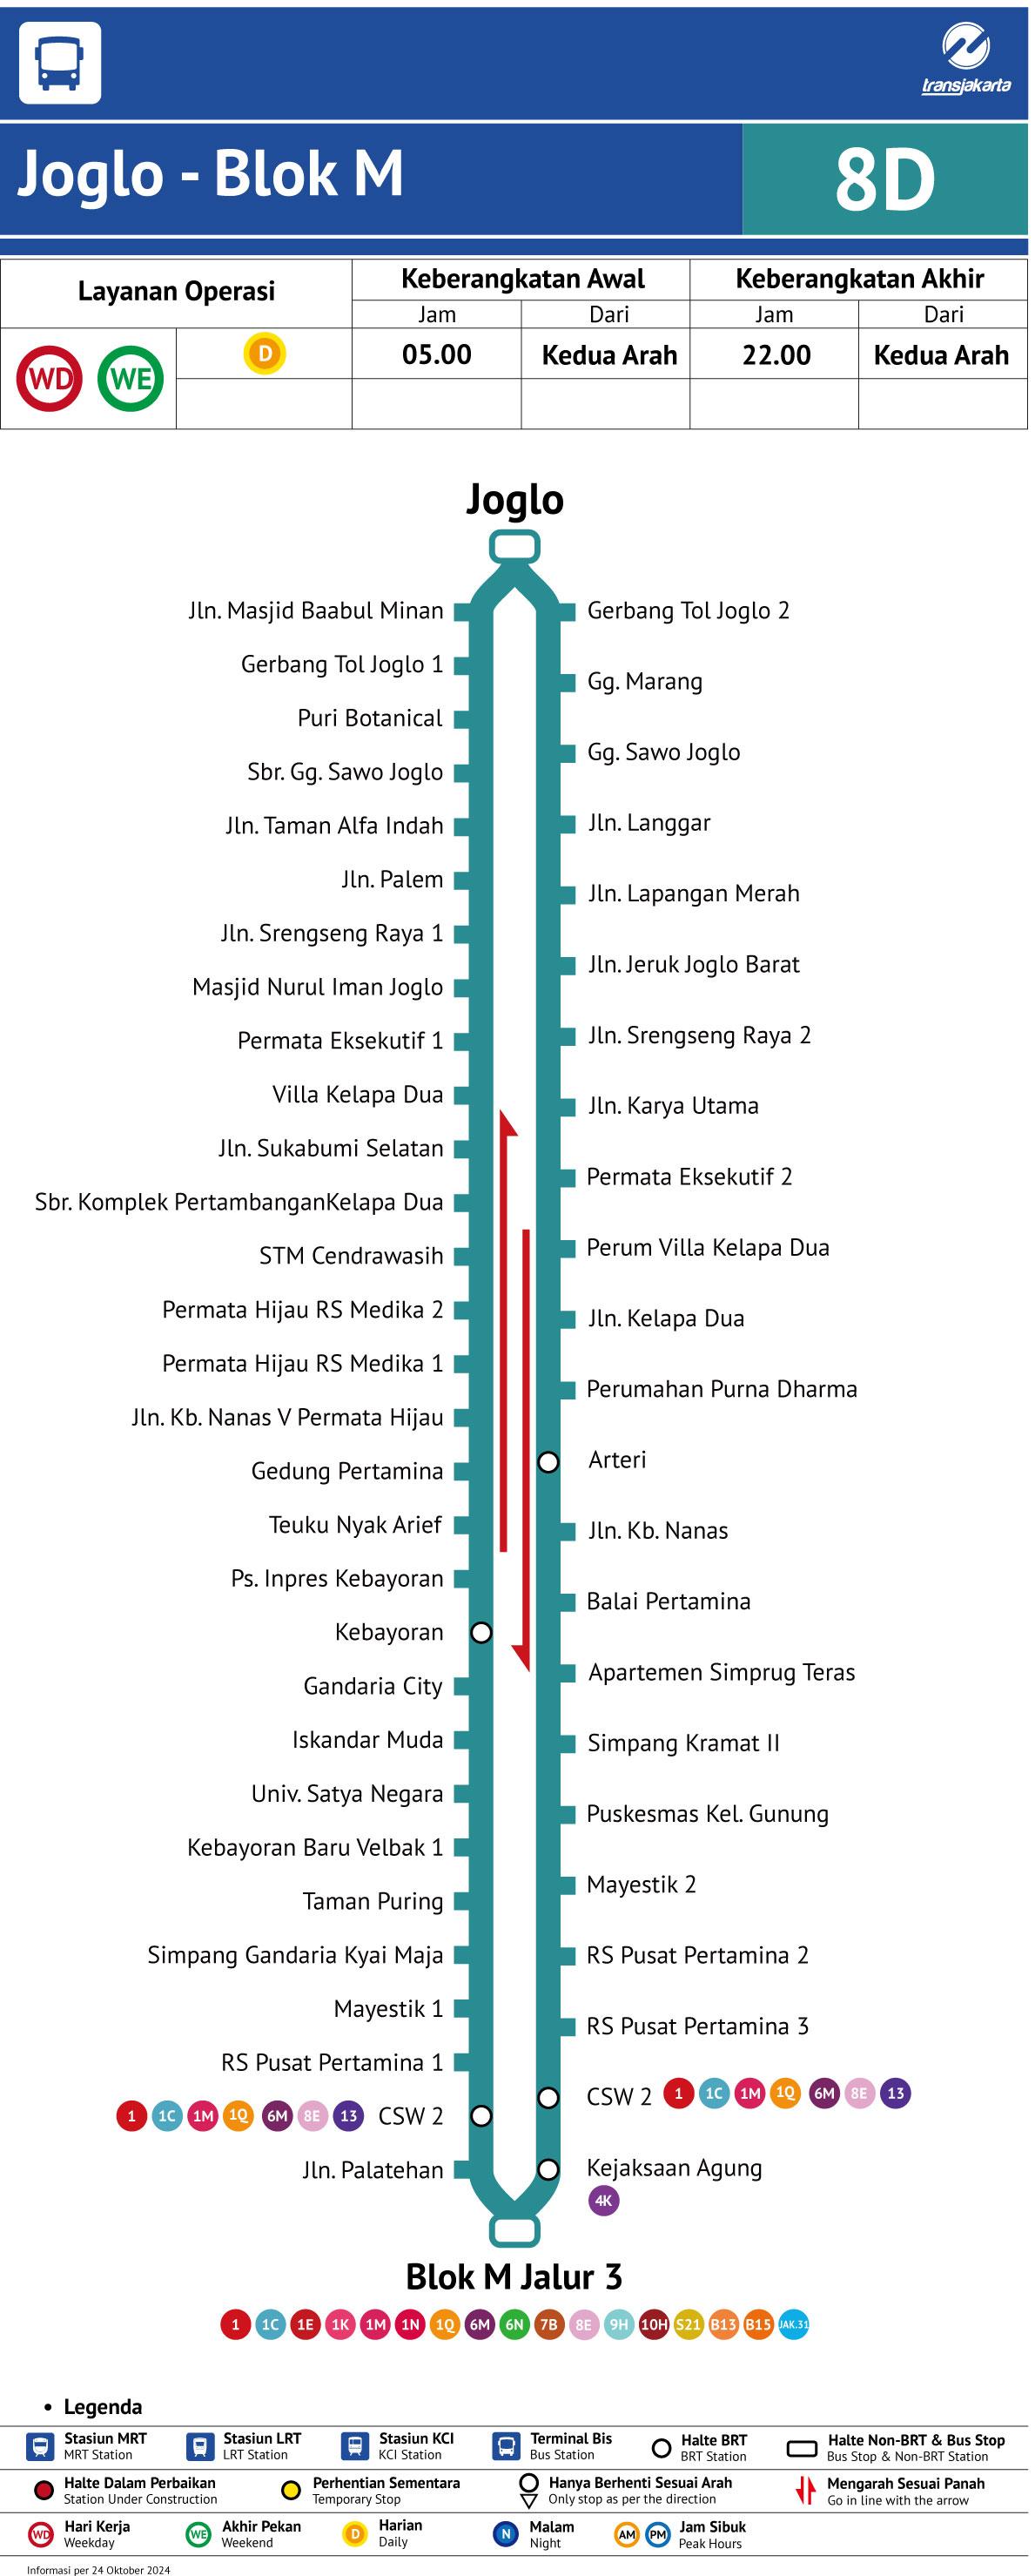 transjakarta
Joglo - Blok M
8D
Layanan Operasi
Keberangkatan Awal
Keberangkatan Akhir
Jam
Dari
Jam
Dari
WD
WE
D
05.00
Kedua Arah
22.00
Kedua Arah
Joglo
Jln. Masjid Baabul Minan
Gerbang Tol Joglo 1
Puri Botanical
Sbr. Gg. Sawo Joglo
Jln. Taman Alfa Indah
Jln. Palem
Jln. Srengseng Raya 1
Masjid Nurul Iman Joglo
Permata Eksekutif 1
Villa Kelapa Dua
Jln. Sukabumi Selatan
Sbr. Komplek PertambanganKelapa Dua
STM Cendrawasih
Permata Hijau RS Medika 2
Permata Hijau RS Medika 1
Jln. Kb. Nanas V Permata Hijau
Gedung Pertamina
Teuku Nyak Arief
Ps. Inpres Kebayoran
Kebayoran
Gandaria City
Iskandar Muda
Univ. Satya Negara
Kebayoran Baru Velbak 1
Taman Puring
Simpang Gandaria Kyai Maja
Mayestik 1
RS Pusat Pertamina 1
1 1C 1M 1Q 6M 8E 13 CSW 2
Jln. Palatehan
Gerbang Tol Joglo 2
Gg. Marang
Gg. Sawo Joglo
Jln. Langgar
Jln. Lapangan Merah
Jln. Jeruk Joglo Barat
Jln. Srengseng Raya 2
Jln. Karya Utama
Permata Eksekutif 2
Perum Villa Kelapa Dua
Jln. Kelapa Dua
Perumahan Purna Dharma
Arteri
Jln. Kb. Nanas
Balai Pertamina
Apartemen Simprug Teras
Simpang Kramat II
Puskesmas Kel. Gunung
Mayestik 2
RS Pusat Pertamina 2
RS Pusat Pertamina 3
CSW 2 1 1C 1M 1Q 6M 8E 13
Kejaksaan Agung
4K
Blok M Jalur 3
1 1C 1E 1K 1M 1N 1Q 6M 6N 7B 8E 9H 10H S21 B13 B15 JAK.31
• Legenda
Stasiun MRT
MRT Station
Stasiun LRT
LRT Station
Stasiun KCI
KCI Station
Terminal Bis
Bus Station
Halte BRT
BRT Station
Halte Non-BRT & Bus Stop
Bus Stop & Non-BRT Station
Halte Dalam Perbaikan
Station Under Construction
Perhentian Sementara
Temporary Stop
Hanya Berhenti Sesuai Arah
Only stop as per the direction
Mengarah Sesuai Panah
Go in line with the arrow
WD
Hari Kerja
Weekday
WE
Akhir Pekan
Weekend
D
Harian
Daily
N
Malam
Night
AM PM
Jam Sibuk
Peak Hours
Informasi per 24 Oktober 2024